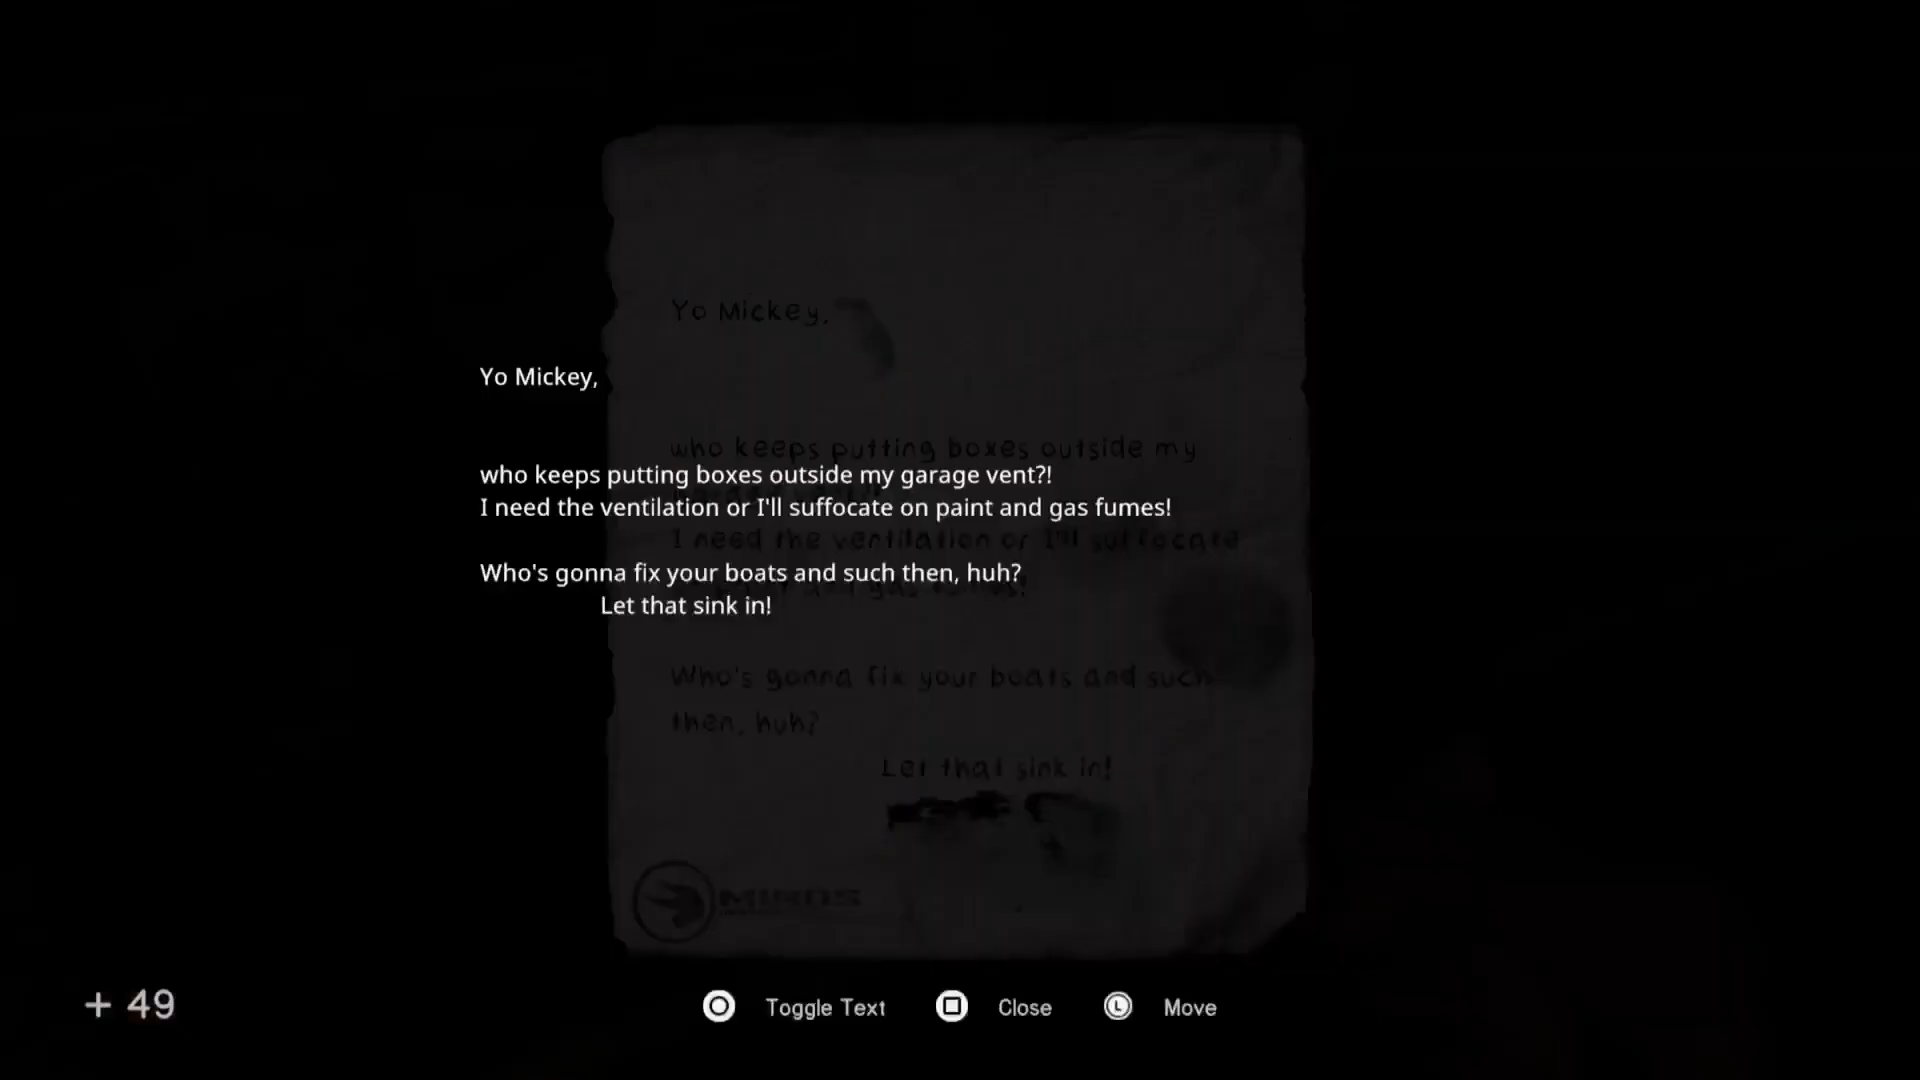 Yo Mickey,
who keeps putting boxes outside my garage vent?!
I need the ventilation or I'll suffocate on paint and gas fumes!
Who's gonna fix your boats and such then, huh?
Let that sink in!
Yo Mickey,
who keeps putting boxes outside my
I need the ventilation or I'll suffocate
Who's gonna fix your boats and such
then, huh?
Let that sink in!
MINOS
+ 49
Toggle Text
Close
L
Move